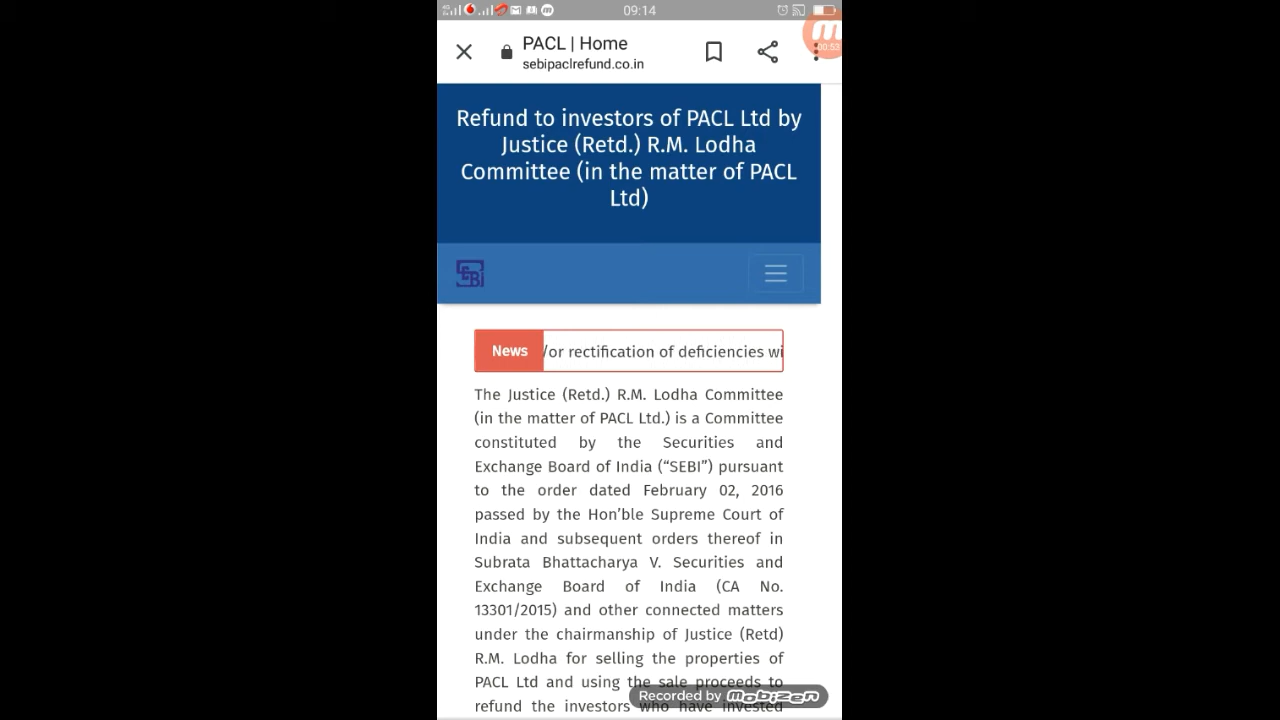 09:14
00:53
PACL | Home
sebipaclrefund.co.in
Refund to investors of PACL Ltd by
Justice (Retd.) R.M. Lodha
Committee (in the matter of PACL
Ltd)
SEBI
News /or rectification of deficiencies wi
The Justice (Retd.) R.M. Lodha Committee
(in the matter of PACL Ltd.) is a Committee
constituted by the Securities and
Exchange Board of India (“SEBI”) pursuant
to the order dated February 02, 2016
passed by the Hon’ble Supreme Court of
India and subsequent orders thereof in
Subrata Bhattacharya V. Securities and
Exchange Board of India (CA No.
13301/2015) and other connected matters
under the chairmanship of Justice (Retd)
R.M. Lodha for selling the properties of
PACL Ltd and using the sale proceeds to
Recorded by mobizen
refund the investors who have invested